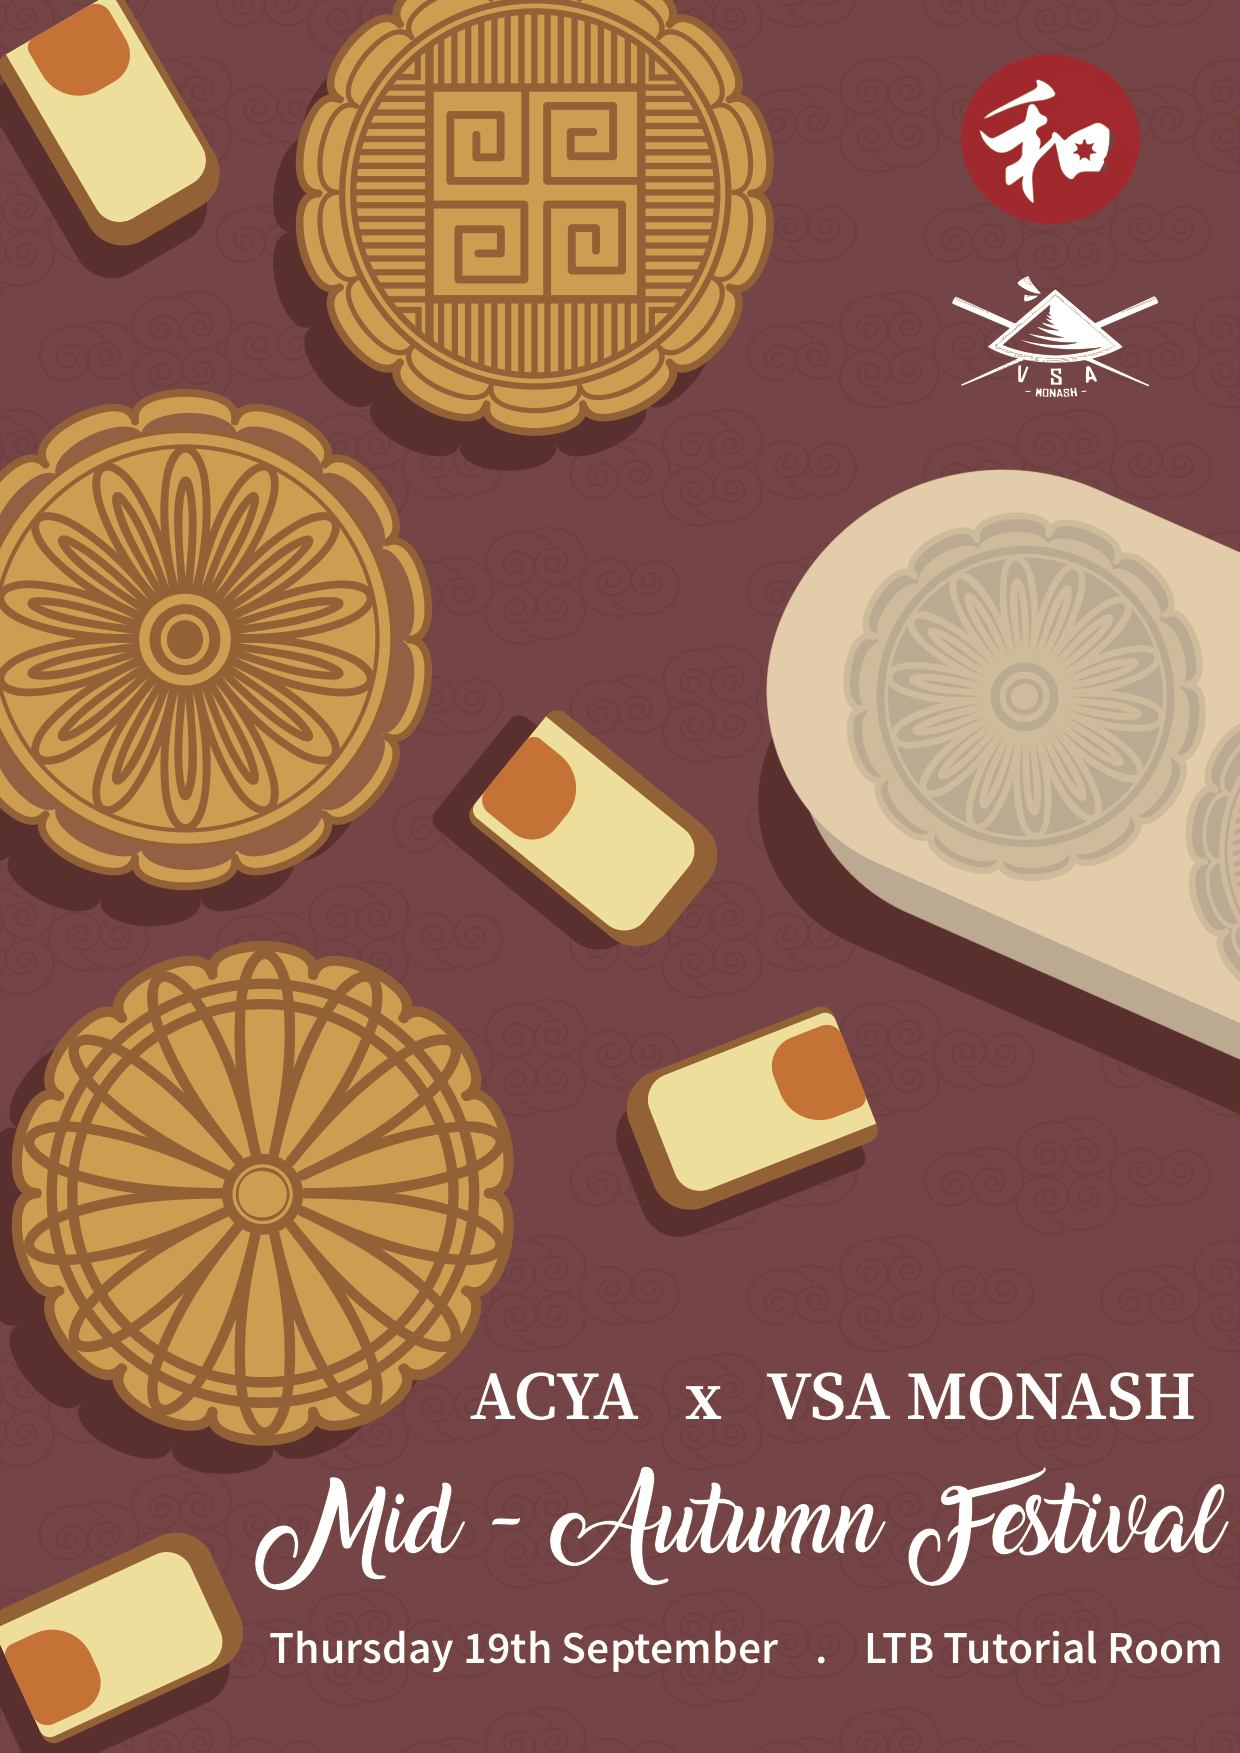 和
V S A
- MONASH -
ACYA x VSA MONASH
Mid - Autumn Festival
Thursday 19th September . LTB Tutorial Room